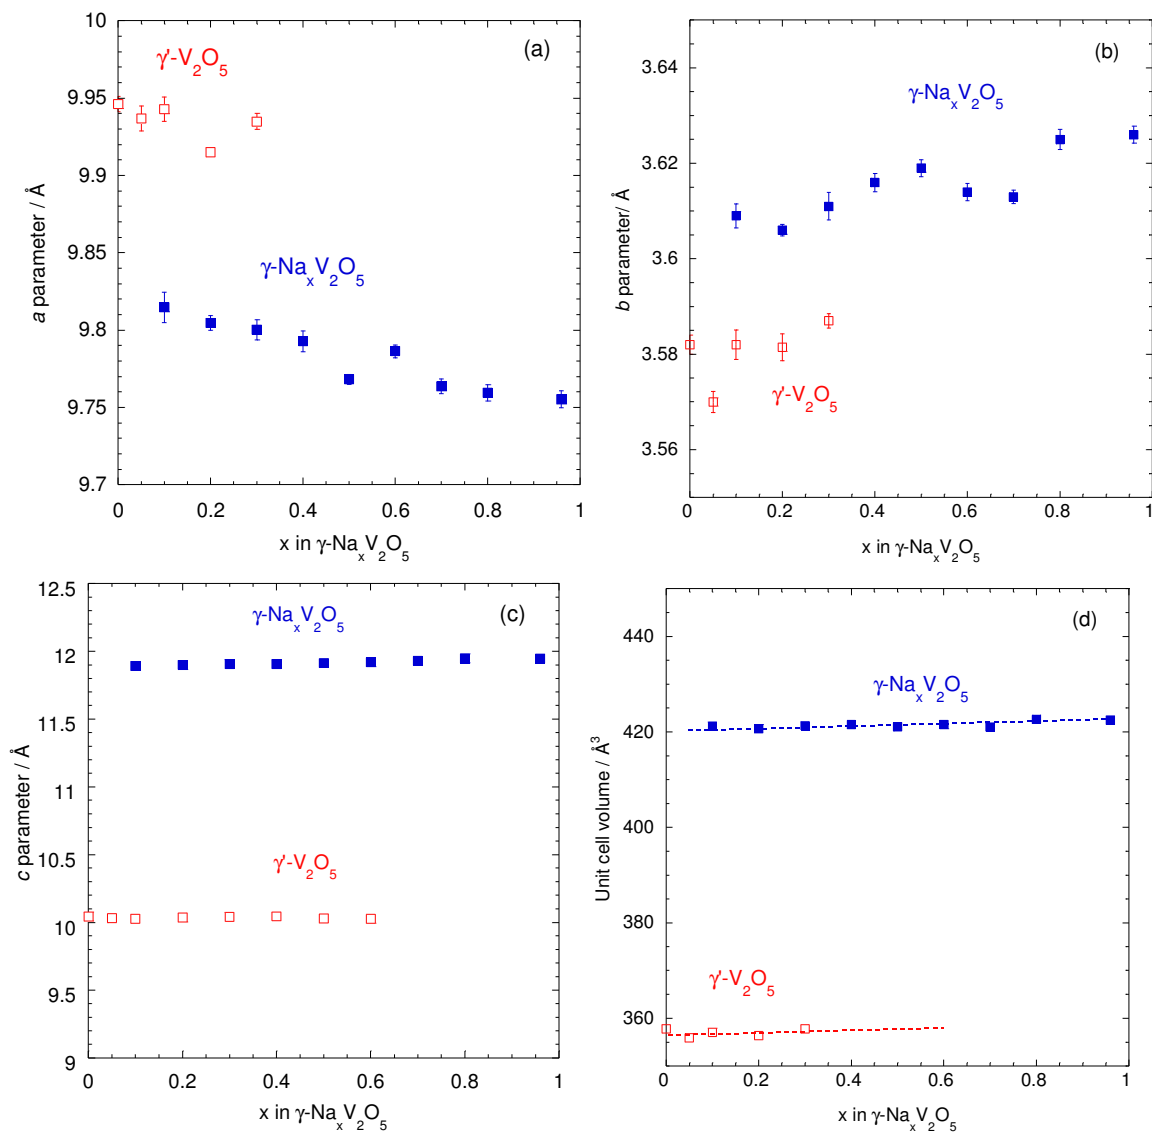 (a)
γ'-V₂O₅
γ-NaₓV₂O₅
a parameter / Å
10
9.95
9.9
9.85
9.8
9.75
9.7
0 0.2 0.4 0.6 0.8 1
x in γ-NaₓV₂O₅
(b)
γ-NaₓV₂O₅
γ'-V₂O₅
b parameter/ Å
3.64
3.62
3.6
3.58
3.56
0 0.2 0.4 0.6 0.8 1
x in γ-NaₓV₂O₅
(c)
γ-NaₓV₂O₅
γ'-V₂O₅
c parameter / Å
12.5
12
11.5
11
10.5
10
9.5
9
0 0.2 0.4 0.6 0.8 1
x in γ-NaₓV₂O₅
(d)
γ-NaₓV₂O₅
γ'-V₂O₅
Unit cell volume / Å³
440
420
400
380
360
0 0.2 0.4 0.6 0.8 1
x in γ-NaₓV₂O₅